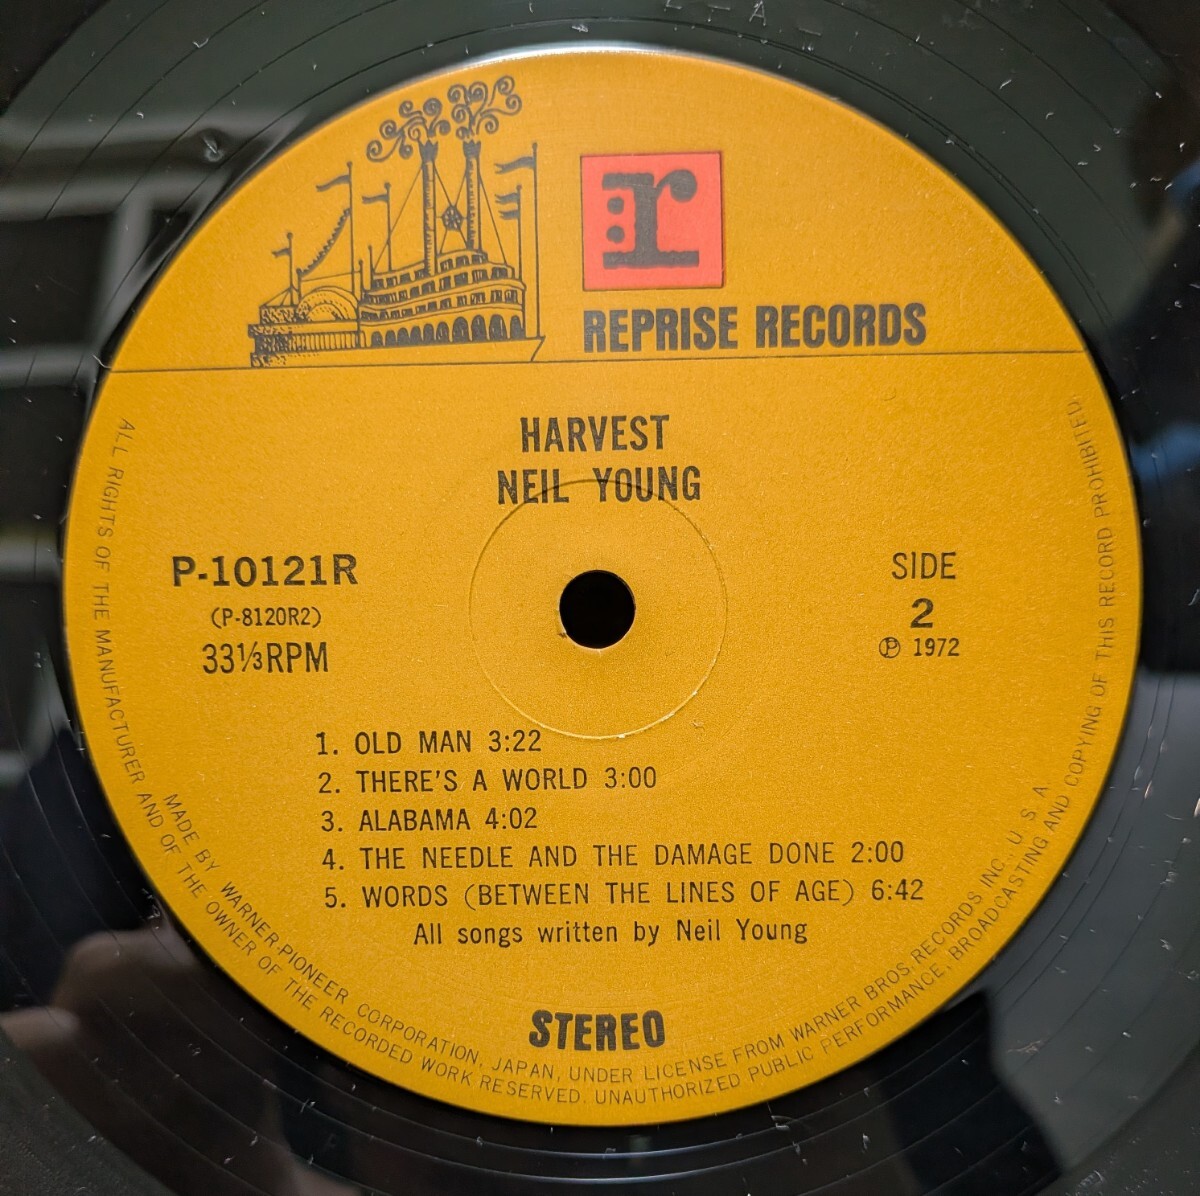 r
REPRISE RECORDS
HARVEST
NEIL YOUNG
P-10121R
(P-8120R2)
33⅓RPM
SIDE
2
Ⓟ 1972
1. OLD MAN 3:22
2. THERE'S A WORLD 3:00
3. ALABAMA 4:02
4. THE NEEDLE AND THE DAMAGE DONE 2:00
5. WORDS (BETWEEN THE LINES OF AGE) 6:42
All songs written by Neil Young
STEREO
MADE BY WARNER-PIONEER CORPORATION, JAPAN, UNDER LICENSE FROM WARNER BROS. RECORDS INC. U. S. A
ALL RIGHTS OF THE MANUFACTURER AND OF THE OWNER OF THE RECORDED WORK RESERVED. UNAUTHORIZED PUBLIC PERFORMANCE, BROADCASTING AND COPYING OF THIS RECORD PROHIBITED